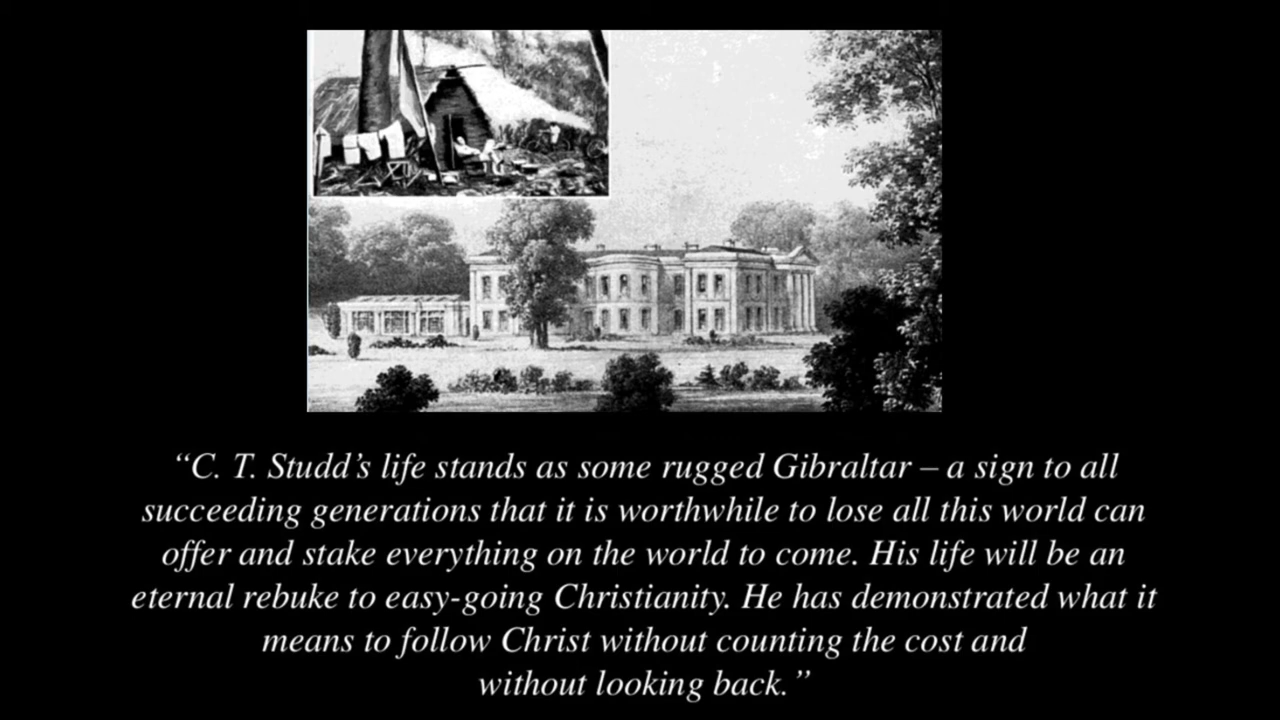 “C. T. Studd’s life stands as some rugged Gibraltar – a sign to all
succeeding generations that it is worthwhile to lose all this world can
offer and stake everything on the world to come. His life will be an
eternal rebuke to easy-going Christianity. He has demonstrated what it
means to follow Christ without counting the cost and
without looking back.”